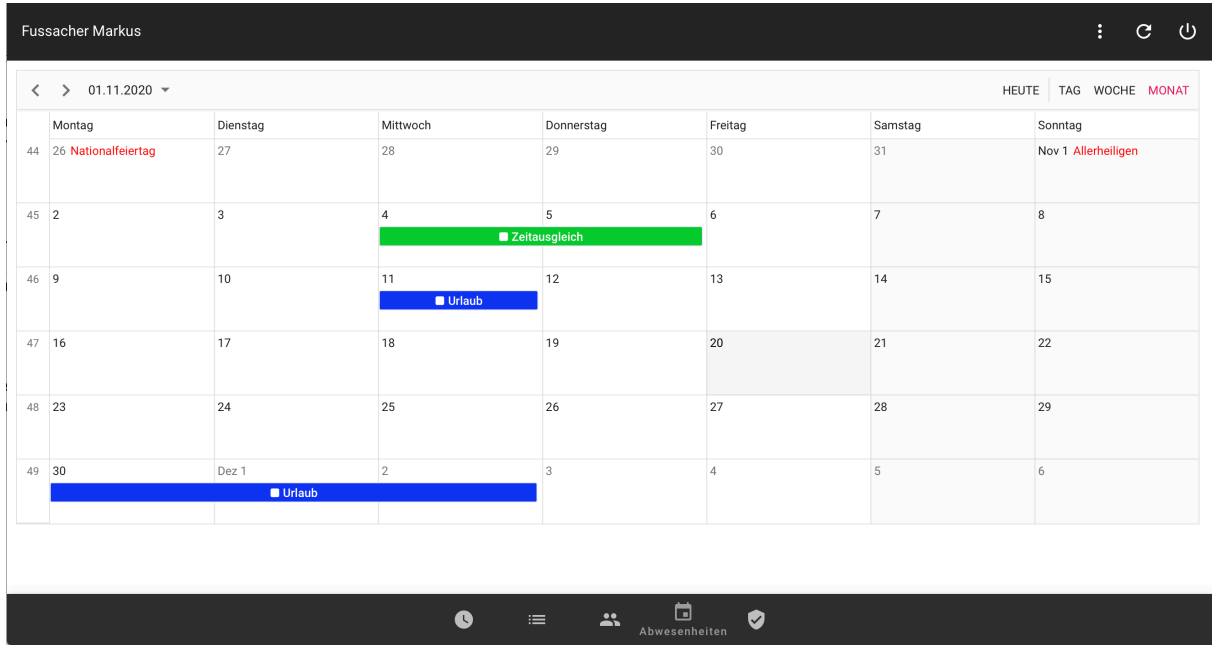 Fussacher Markus
01.11.2020 HEUTE TAG WOCHE MONAT
Montag Dienstag Mittwoch Donnerstag Freitag Samstag Sonntag
44 26 Nationalfeiertag 27 28 29 30 31 Nov 1 Allerheiligen
45 2 3 4 5 6 7 8
Zeitausgleich
46 9 10 11 12 13 14 15
Urlaub
47 16 17 18 19 20 21 22
48 23 24 25 26 27 28 29
49 30 Dez 1 2 3 4 5 6
Urlaub
Abwesenheiten